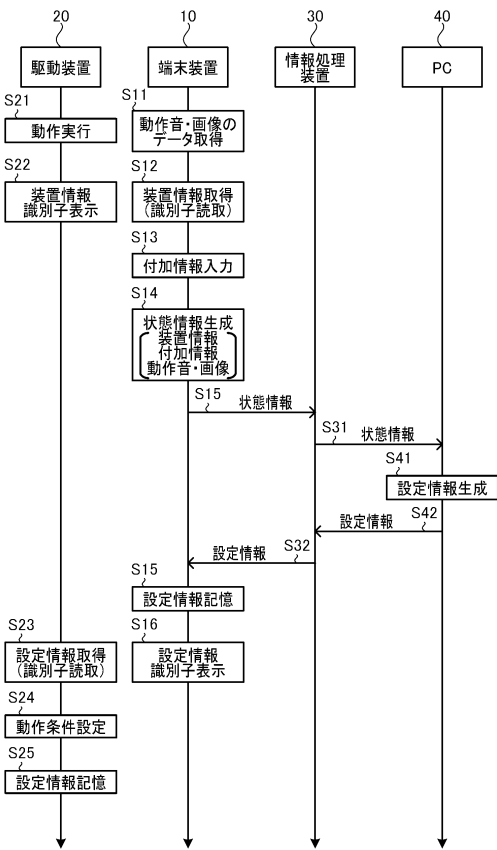 20
10
30
40
駆動装置
端末装置
情報処理
装置
PC
S21
動作実行
S11
動作音・画像の
データ取得
S22
装置情報
識別子表示
S12
装置情報取得
(識別子読取)
S13
付加情報入力
S14
状態情報生成
装置情報
付加情報
動作音・画像
S15
状態情報
S31
状態情報
S41
設定情報生成
S42
設定情報
S32
設定情報
S15
設定情報記憶
S23
設定情報取得
(識別子読取)
S16
設定情報
識別子表示
S24
動作条件設定
S25
設定情報記憶